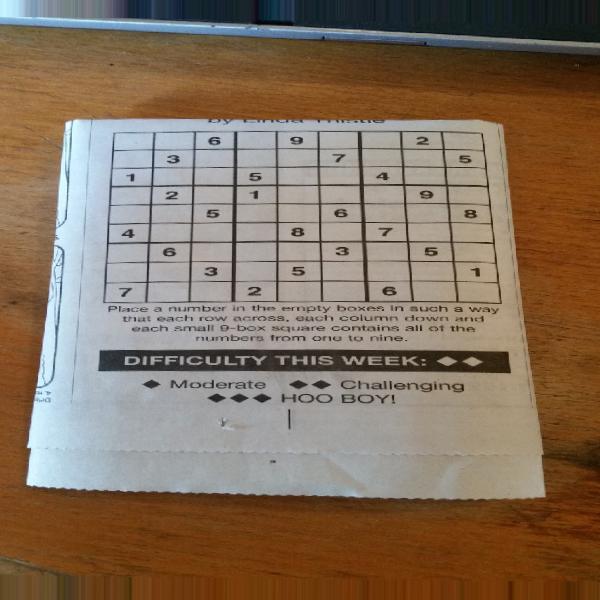 by Linda Thistle
6 9 2
3 7 5
1 5 4
2 1 9
5 6 8
4 8 7
6 3 5
3 5 1
7 2 6
Place a number in the empty boxes in such a way
that each row across, each column down and
each small 9-box square contains all of the
numbers from one to nine.
DIFFICULTY THIS WEEK: ◆◆
◆ Moderate ◆◆ Challenging
◆◆◆ HOO BOY!